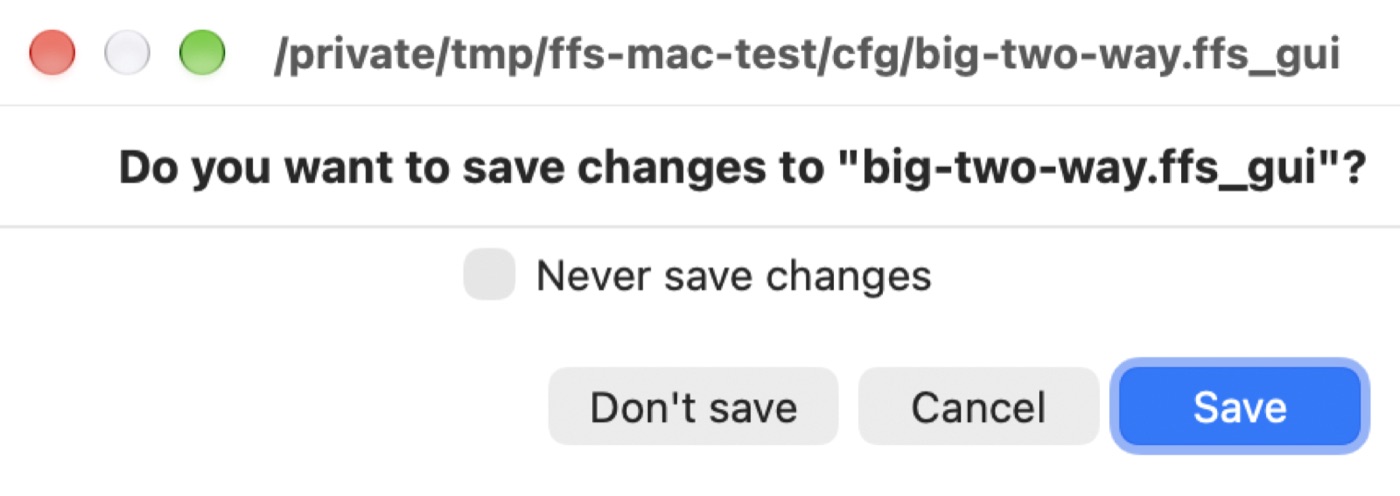 /private/tmp/ffs-mac-test/cfg/big-two-way.ffs_gui
Do you want to save changes to "big-two-way.ffs_gui"?
Never save changes
Don't save Cancel Save